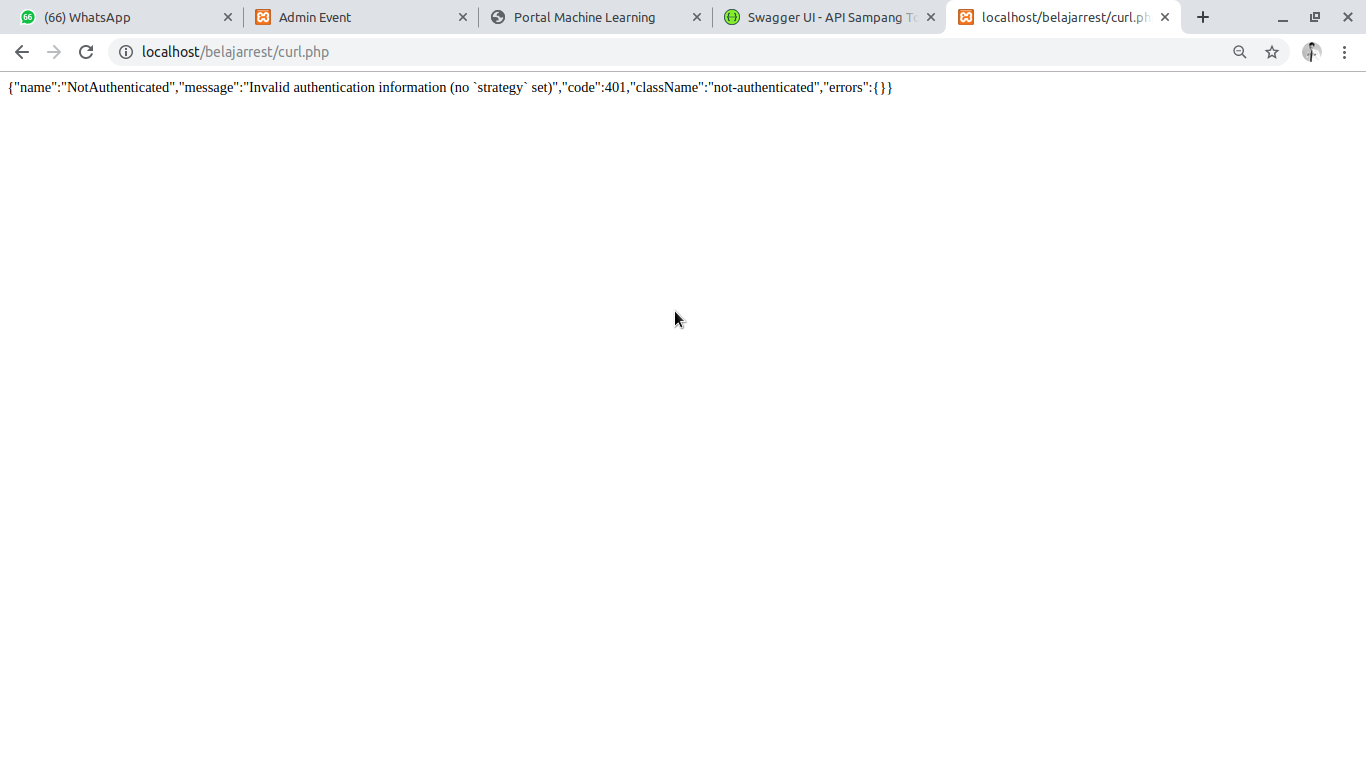 66 (66) WhatsApp
Admin Event
Portal Machine Learning
Swagger UI - API Sampang
localhost/belajarrest/curl.ph
localhost/belajarrest/curl.php
{"name":"NotAuthenticated","message":"Invalid authentication information (no `strategy` set)","code":401,"className":"not-authenticated","errors":{}}